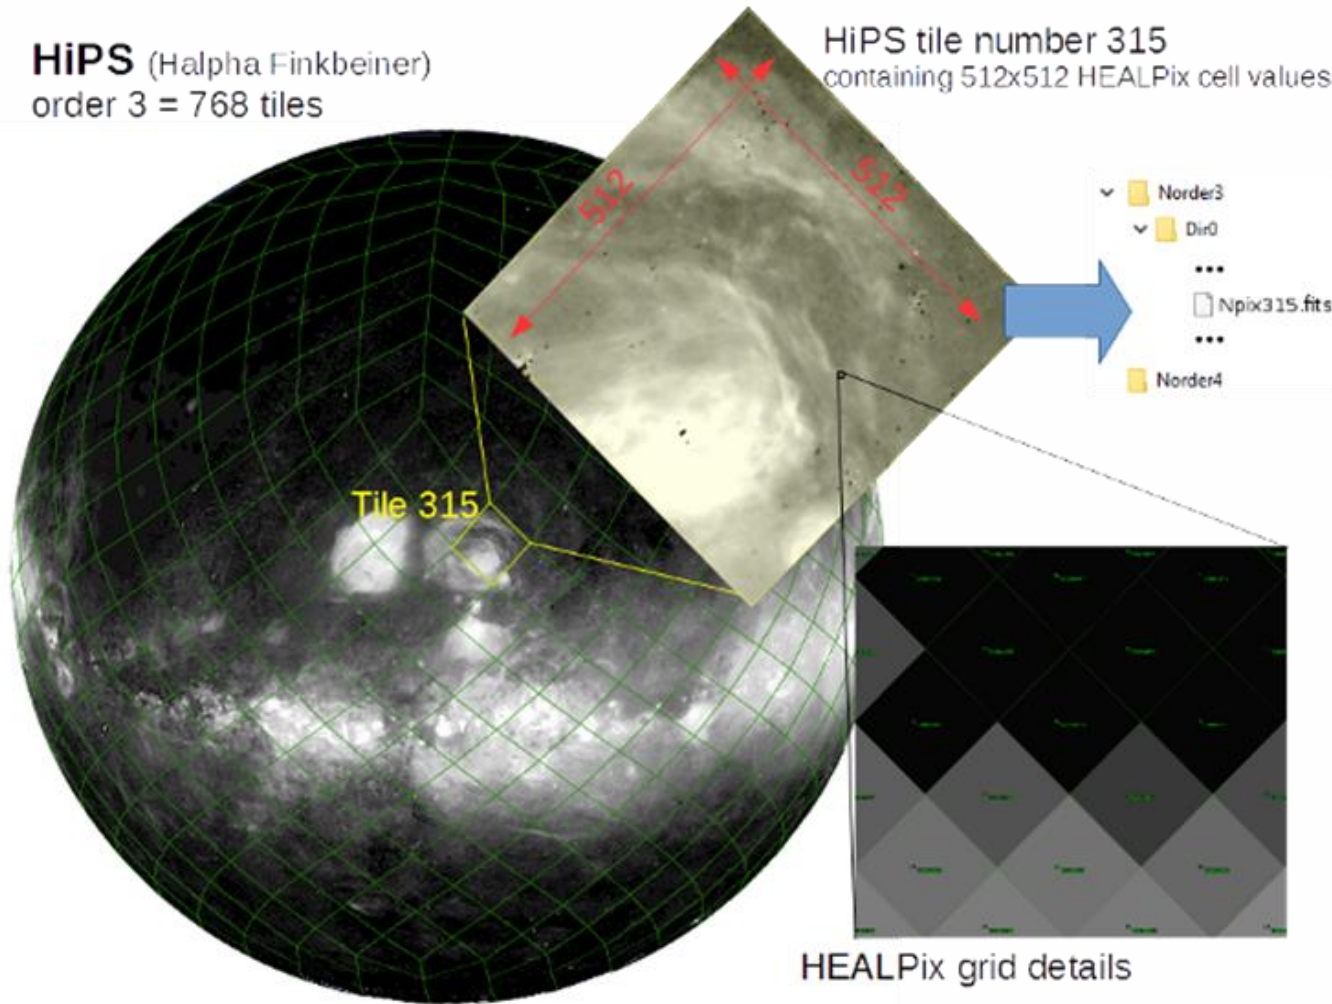 HiPS (Halpha Finkbeiner)
order 3 = 768 tiles
HiPS tile number 315
containing 512x512 HEALPix cell values
512
512
Norder3
Dir0
...
Npix315.fits
...
Norder4
Tile 315
HEALPix grid details